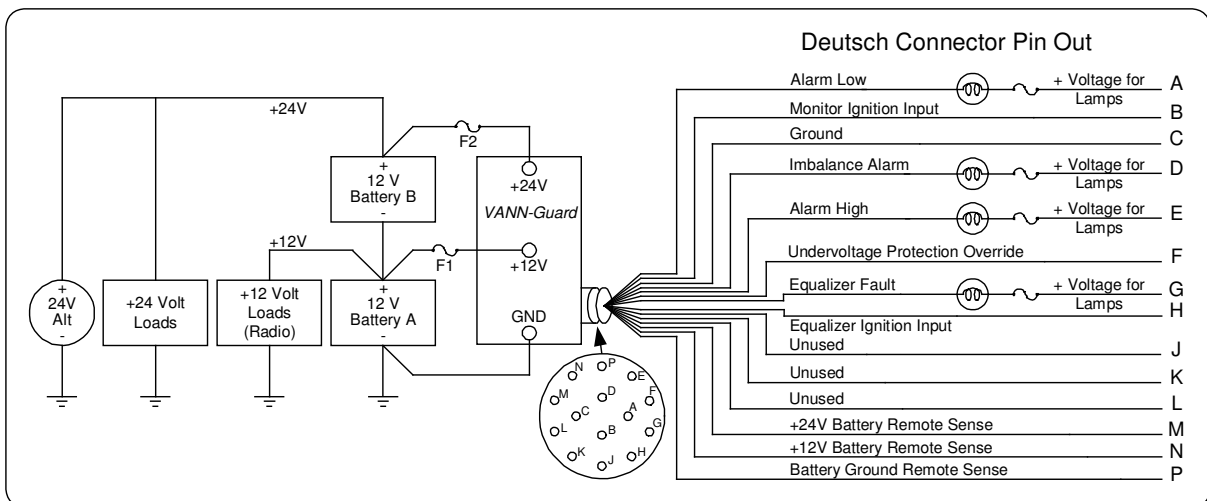 Deutsch Connector Pin Out
+24V
F2
+
12 V
Battery B
-
+24V
VANN-Guard
+12V
F1
+12V
GND
+
24V
Alt
-
+24 Volt
Loads
+12 Volt
Loads
(Radio)
+
12 V
Battery A
-
N
P
E
M
D
F
C
A
L
B
G
K
J
H
Alarm Low
+ Voltage for
Lamps
A
Monitor Ignition Input
B
Ground
C
Imbalance Alarm
+ Voltage for
Lamps
D
Alarm High
+ Voltage for
Lamps
E
Undervoltage Protection Override
F
Equalizer Fault
+ Voltage for
Lamps
G
H
Equalizer Ignition Input
Unused
J
Unused
K
Unused
L
+24V Battery Remote Sense
M
+12V Battery Remote Sense
N
Battery Ground Remote Sense
P